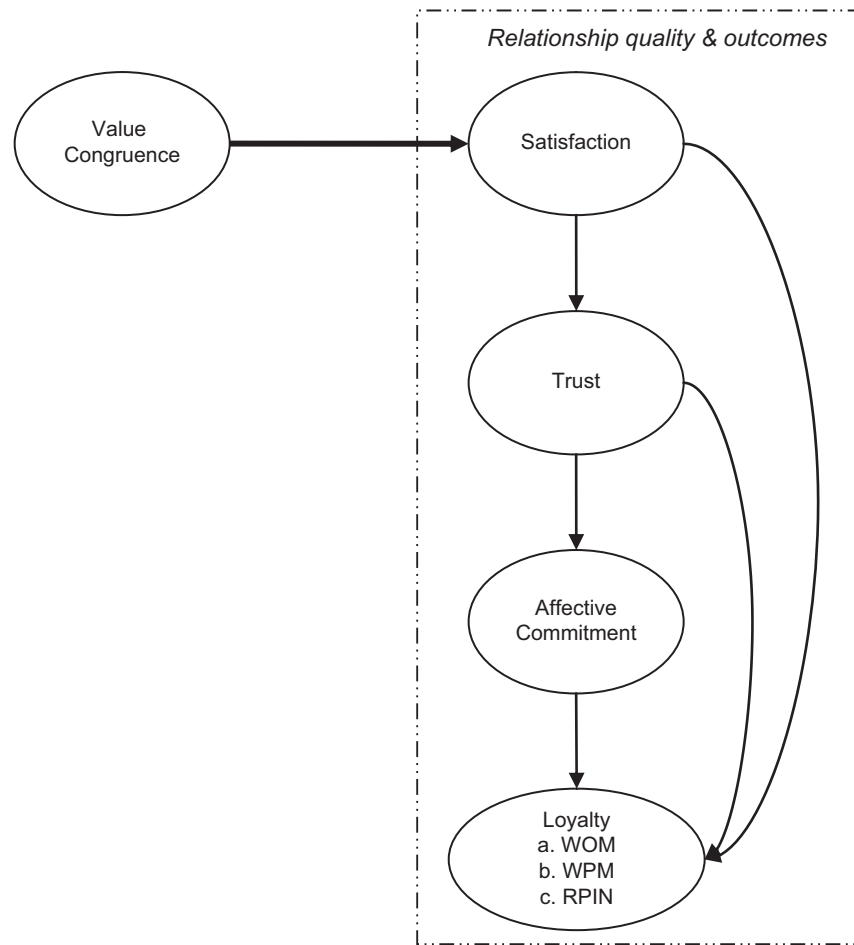 Relationship quality & outcomes
Value
Congruence
Satisfaction
Trust
Affective
Commitment
Loyalty
a. WOM
b. WPM
c. RPIN